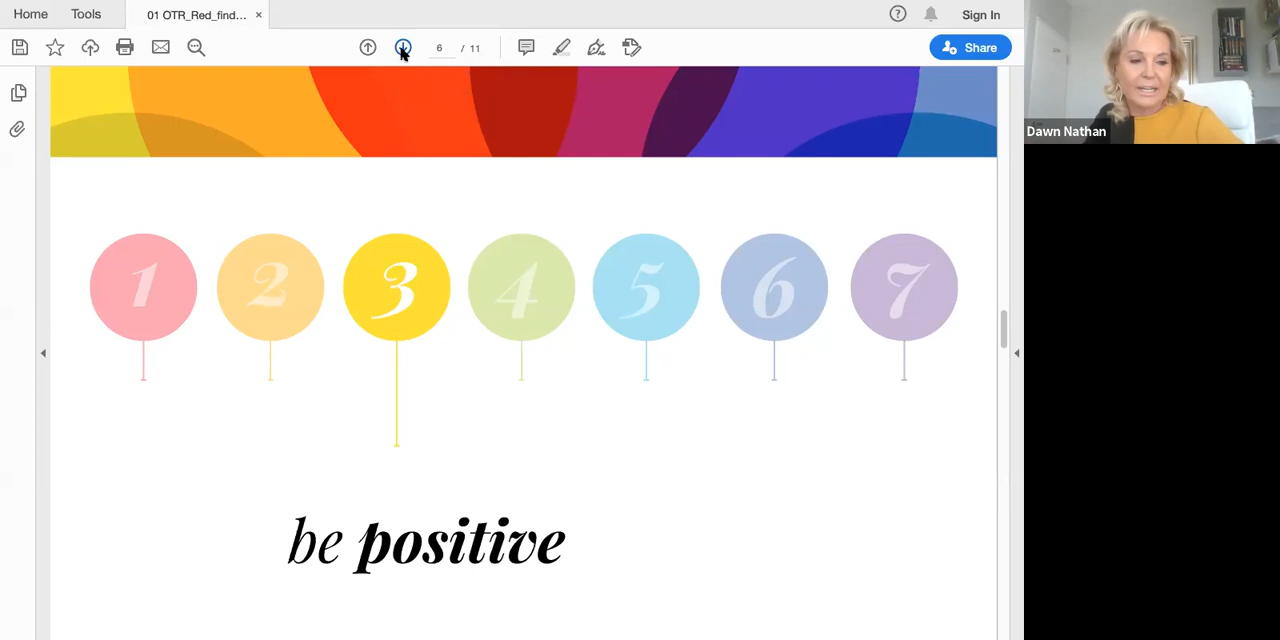 Home Tools 01 OTR_Red_find... × Sign In
6 / 11 Share
Dawn Nathan
1 2 3 4 5 6 7
be positive